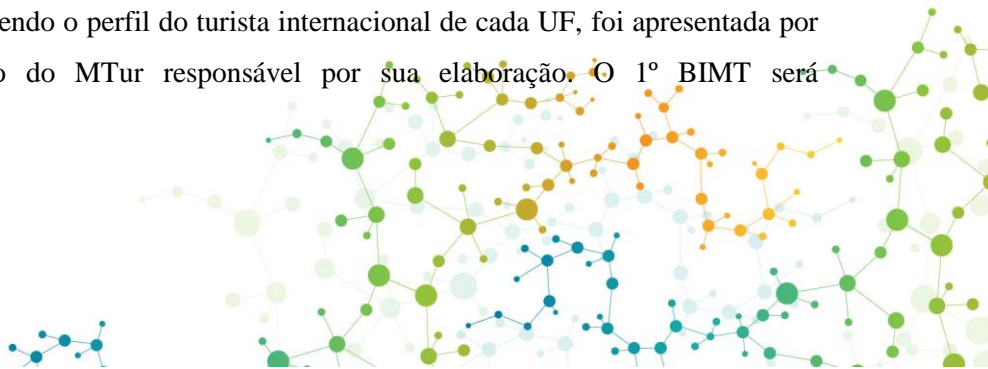 endo o perfil do turista internacional de cada UF, foi apresentada por
o do MTur responsável por sua elaboração. O 1º BIMT será